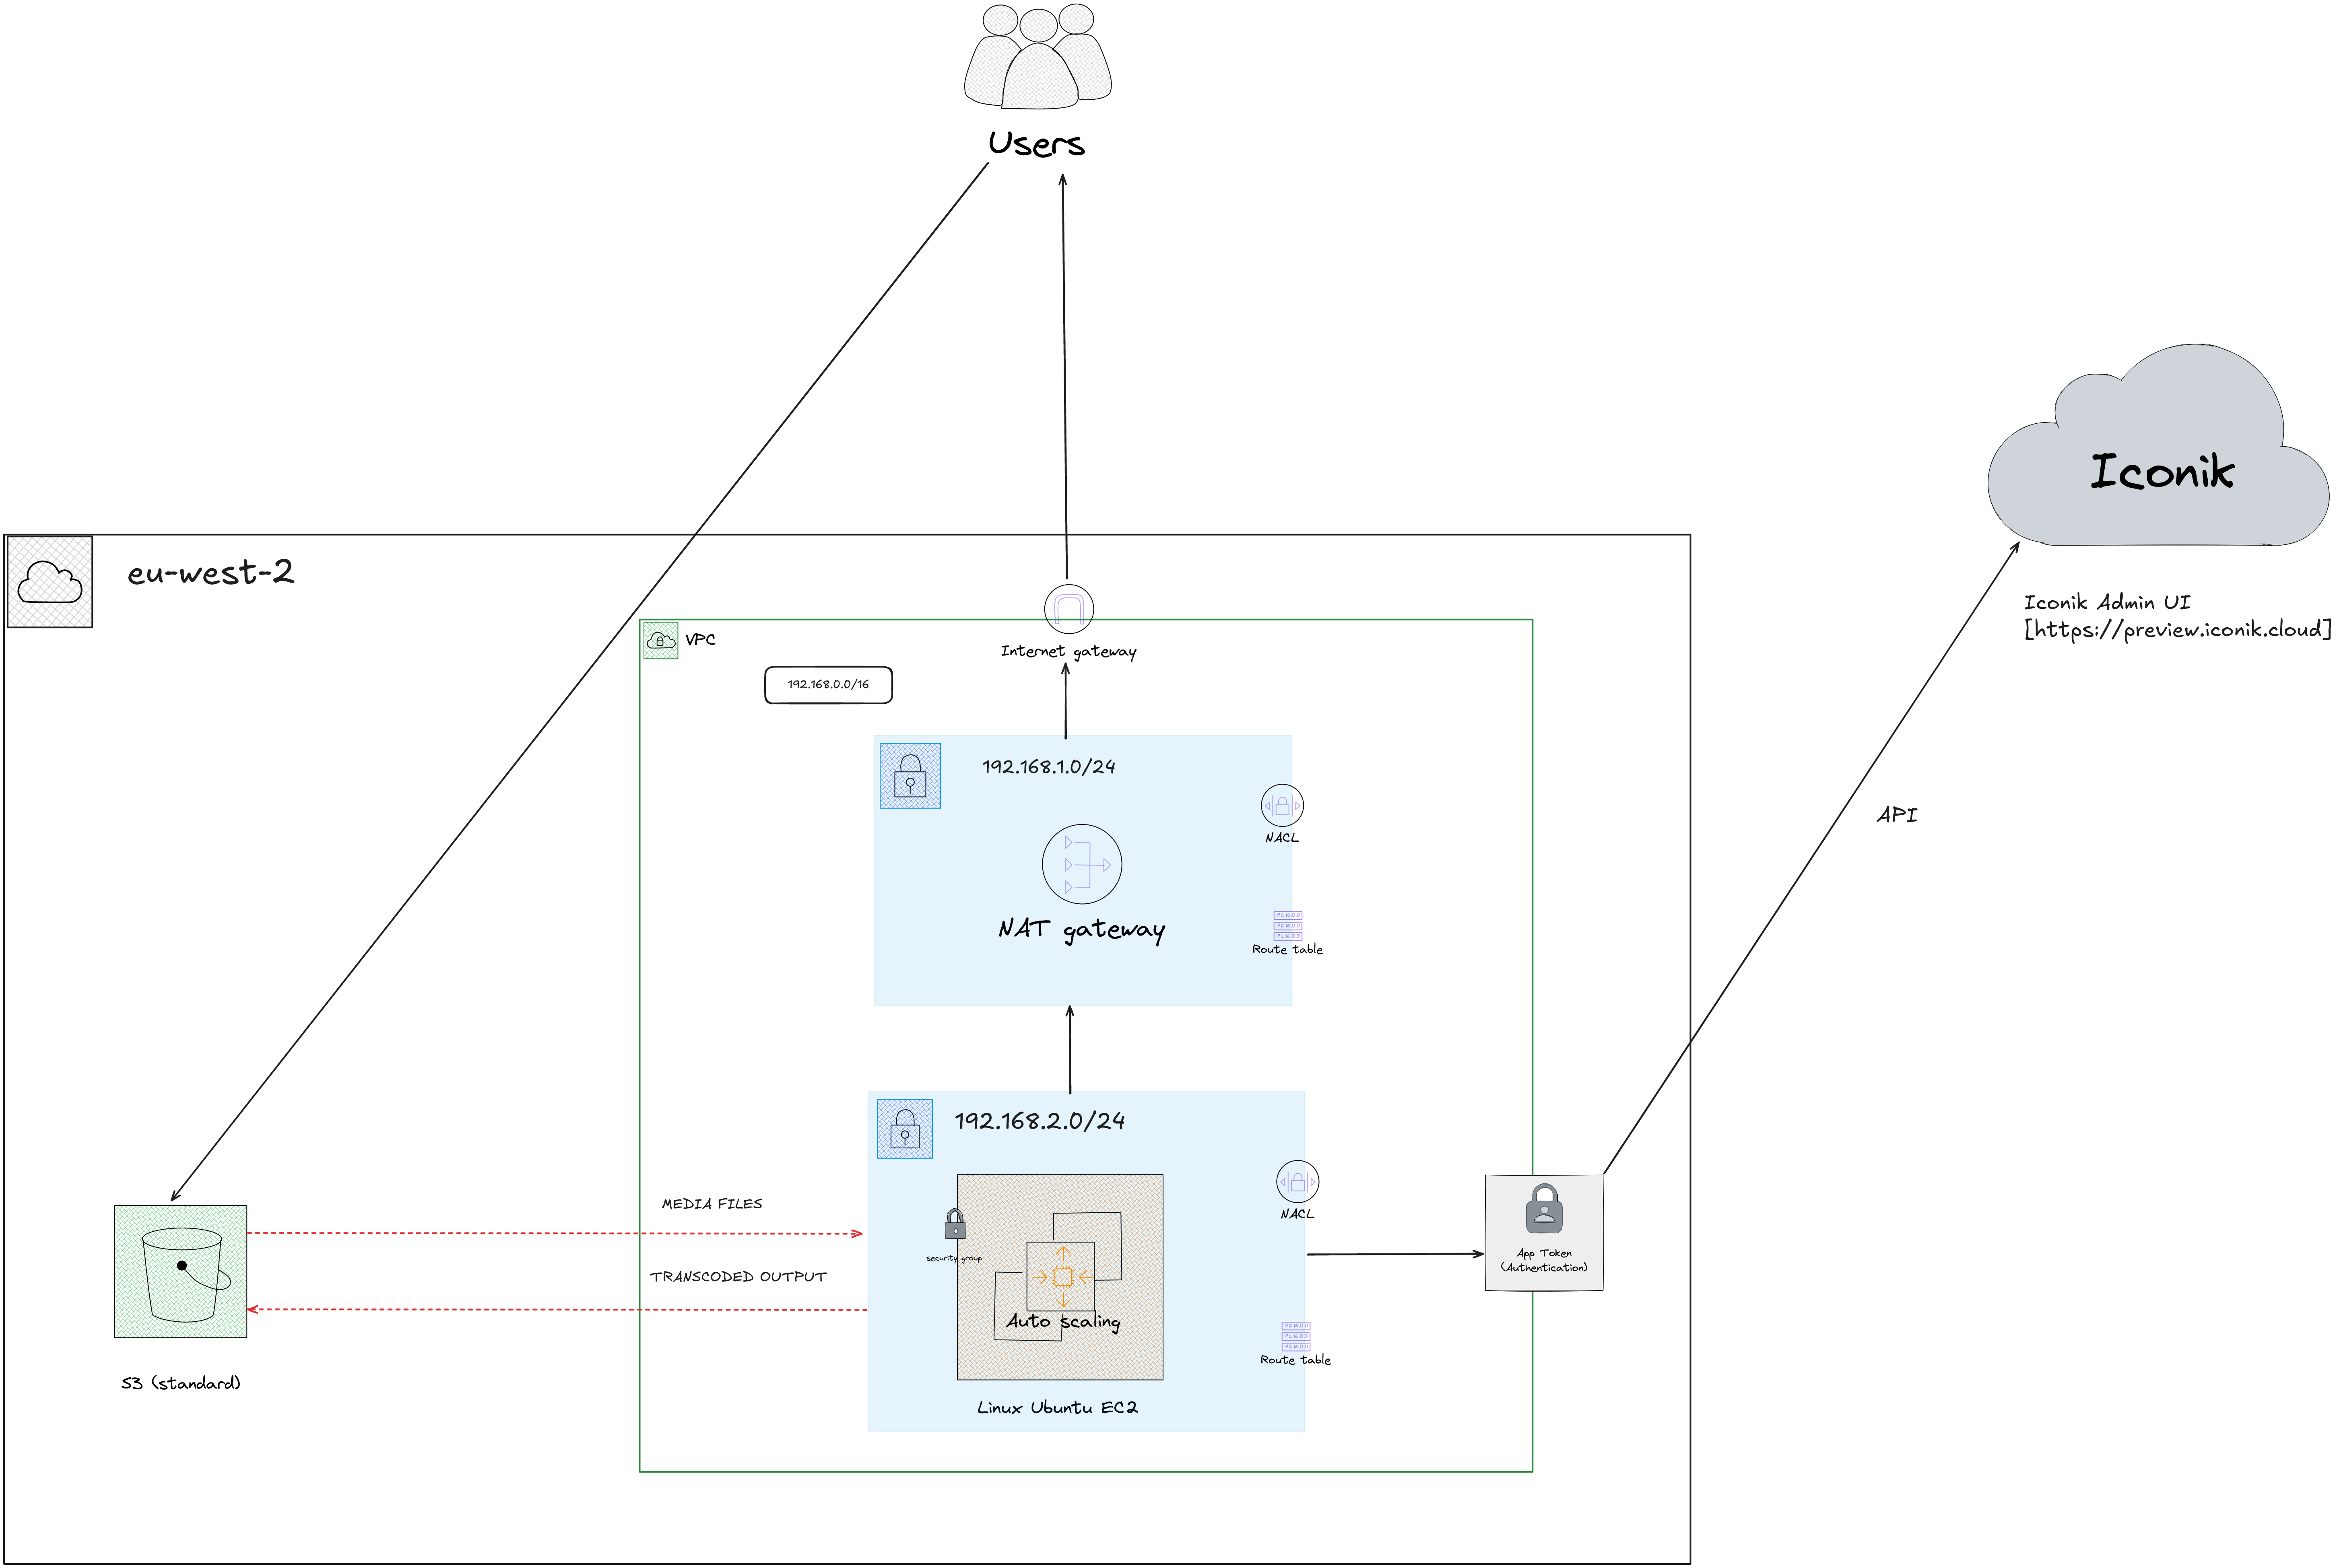 Users
Iconik
Iconik Admin UI
[https://preview.iconik.cloud]
eu-west-2
VPC
Internet gateway
192.168.0.0/16
192.168.1.0/24
NACL
API
NAT gateway
Route table
192.168.2.0/24
MEDIA FILES
NACL
security group
App Token
(Authentication)
TRANSCODED OUTPUT
Auto scaling
Route table
S3 (standard)
Linux Ubuntu EC2